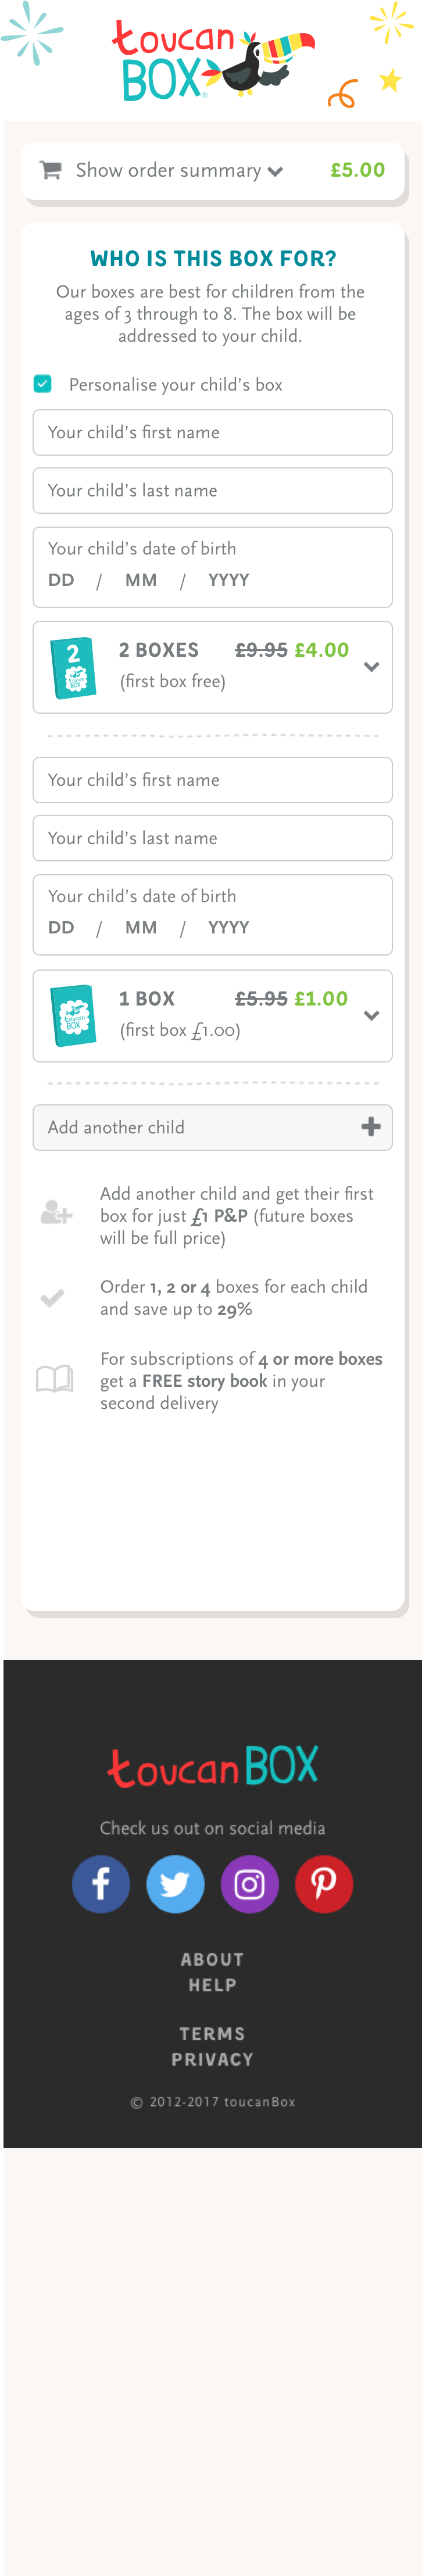 toucan
BOX®
Show order summary £5.00
WHO IS THIS BOX FOR?
Our boxes are best for children from the
ages of 3 through to 8. The box will be
addressed to your child.
Personalise your child's box
Your child's first name
Your child's last name
Your child's date of birth
DD / MM / YYYY
2
toucan
BOX
2 BOXES £9.95 £4.00
(first box free)
Your child's first name
Your child's last name
Your child's date of birth
DD / MM / YYYY
toucan
BOX
1 BOX £5.95 £1.00
(first box £1.00)
Add another child
Add another child and get their first
box for just £1 P&P (future boxes
will be full price)
Order 1, 2 or 4 boxes for each child
and save up to 29%
For subscriptions of 4 or more boxes
get a FREE story book in your
second delivery
toucanBOX
Check us out on social media
ABOUT
HELP
TERMS
PRIVACY
© 2012-2017 toucanBox